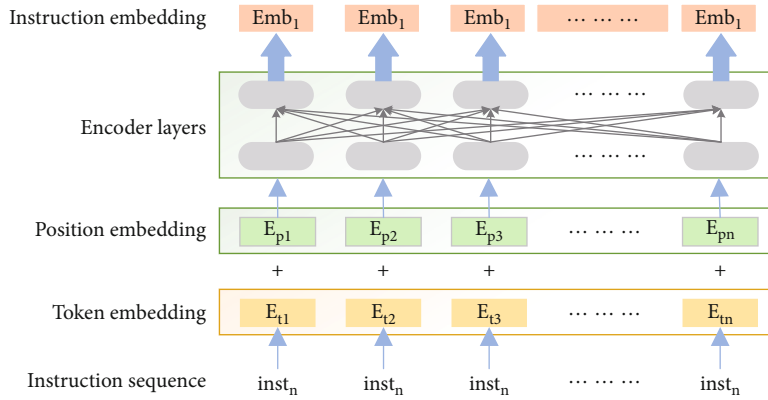 Instruction embedding Emb1 Emb1 Emb1 ... ... ... Emb1
Encoder layers
... ... ...
... ... ...
Position embedding Ep1 Ep2 Ep3 ... ... ... Epn
+ + + +
Token embedding Et1 Et2 Et3 ... ... ... Etn
Instruction sequence instn instn instn ... ... ... instn